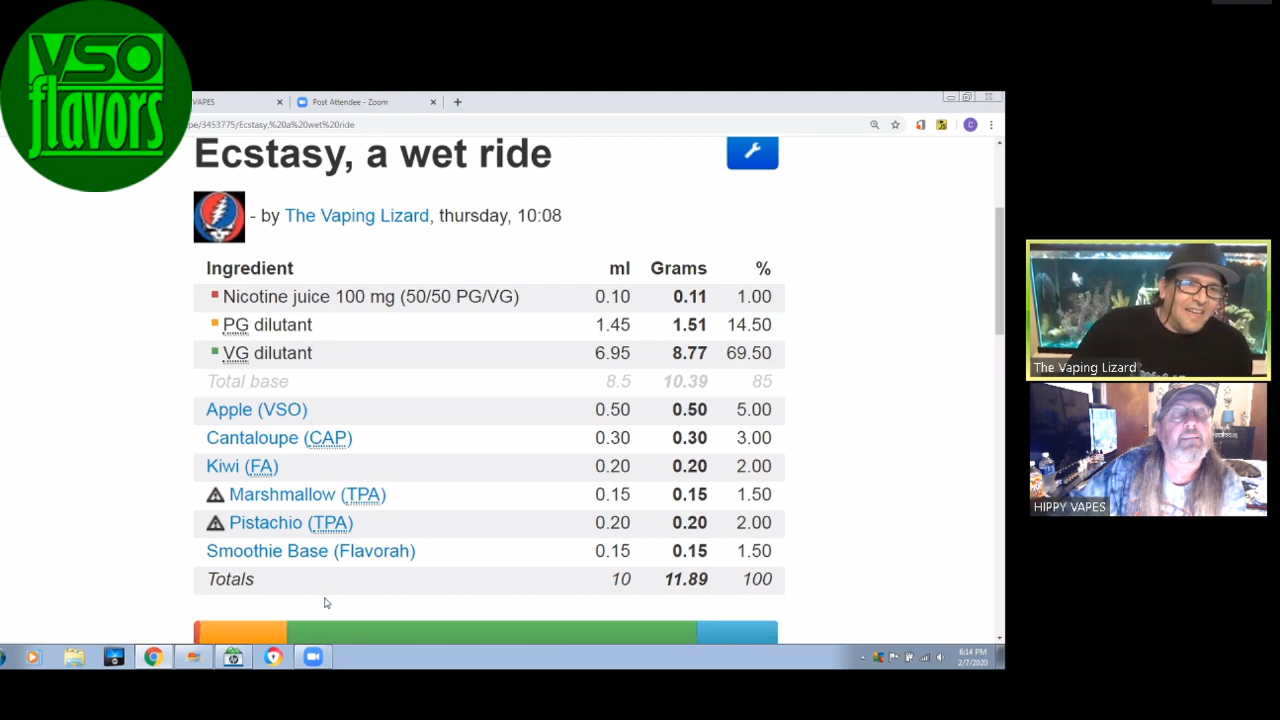 VSO
flavors
VAPES
Post Attendee - Zoom
pe/3453775/Ecstasy,%20a%20wet%20ride
Ecstasy, a wet ride
- by The Vaping Lizard, thursday, 10:08
Ingredient ml Grams %
Nicotine juice 100 mg (50/50 PG/VG) 0.10 0.11 1.00
PG dilutant 1.45 1.51 14.50
VG dilutant 6.95 8.77 69.50
Total base 8.5 10.39 85
Apple (VSO) 0.50 0.50 5.00
Cantaloupe (CAP) 0.30 0.30 3.00
Kiwi (FA) 0.20 0.20 2.00
Marshmallow (TPA) 0.15 0.15 1.50
Pistachio (TPA) 0.20 0.20 2.00
Smoothie Base (Flavorah) 0.15 0.15 1.50
Totals 10 11.89 100
The Vaping Lizard
HIPPY VAPES
6:14 PM
2/7/2020